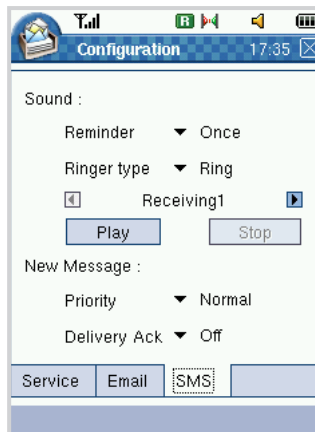 R
Configuration 17:35
Sound :
Reminder Once
Ringer type Ring
Receiving1
Play Stop
New Message :
Priority Normal
Delivery Ack Off
Service Email SMS